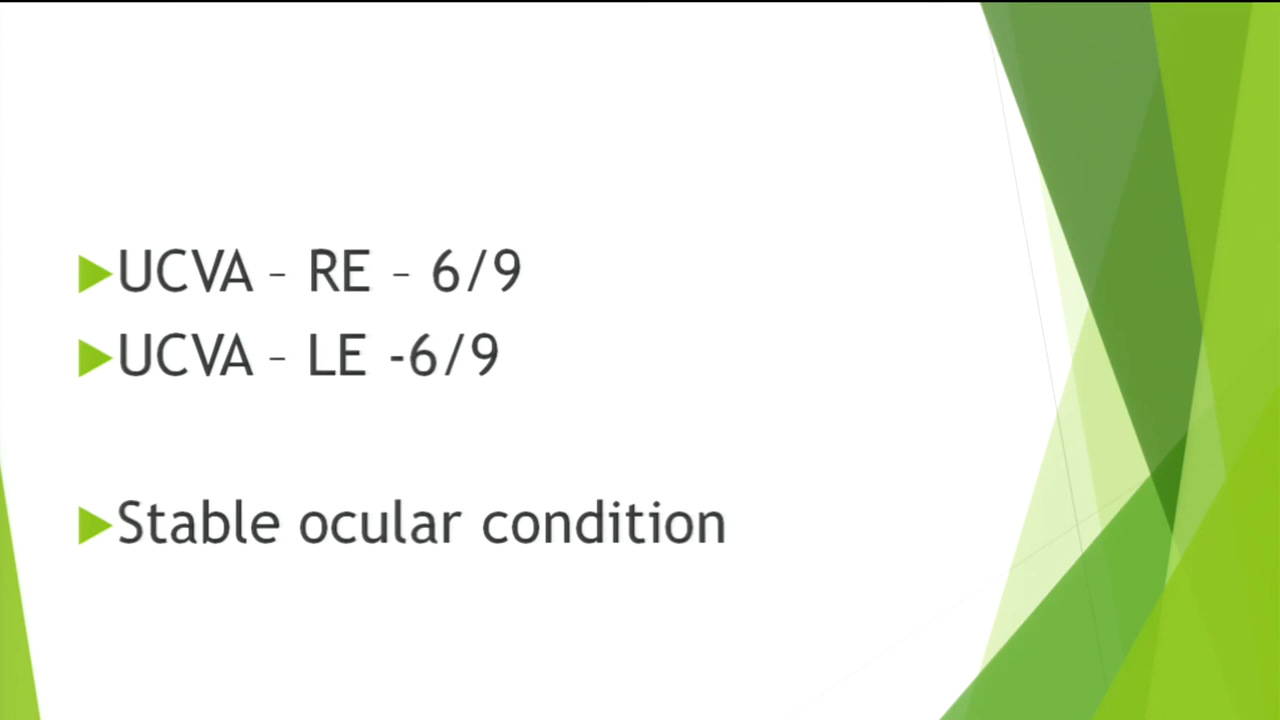 UCVA – RE – 6/9
UCVA – LE -6/9
Stable ocular condition